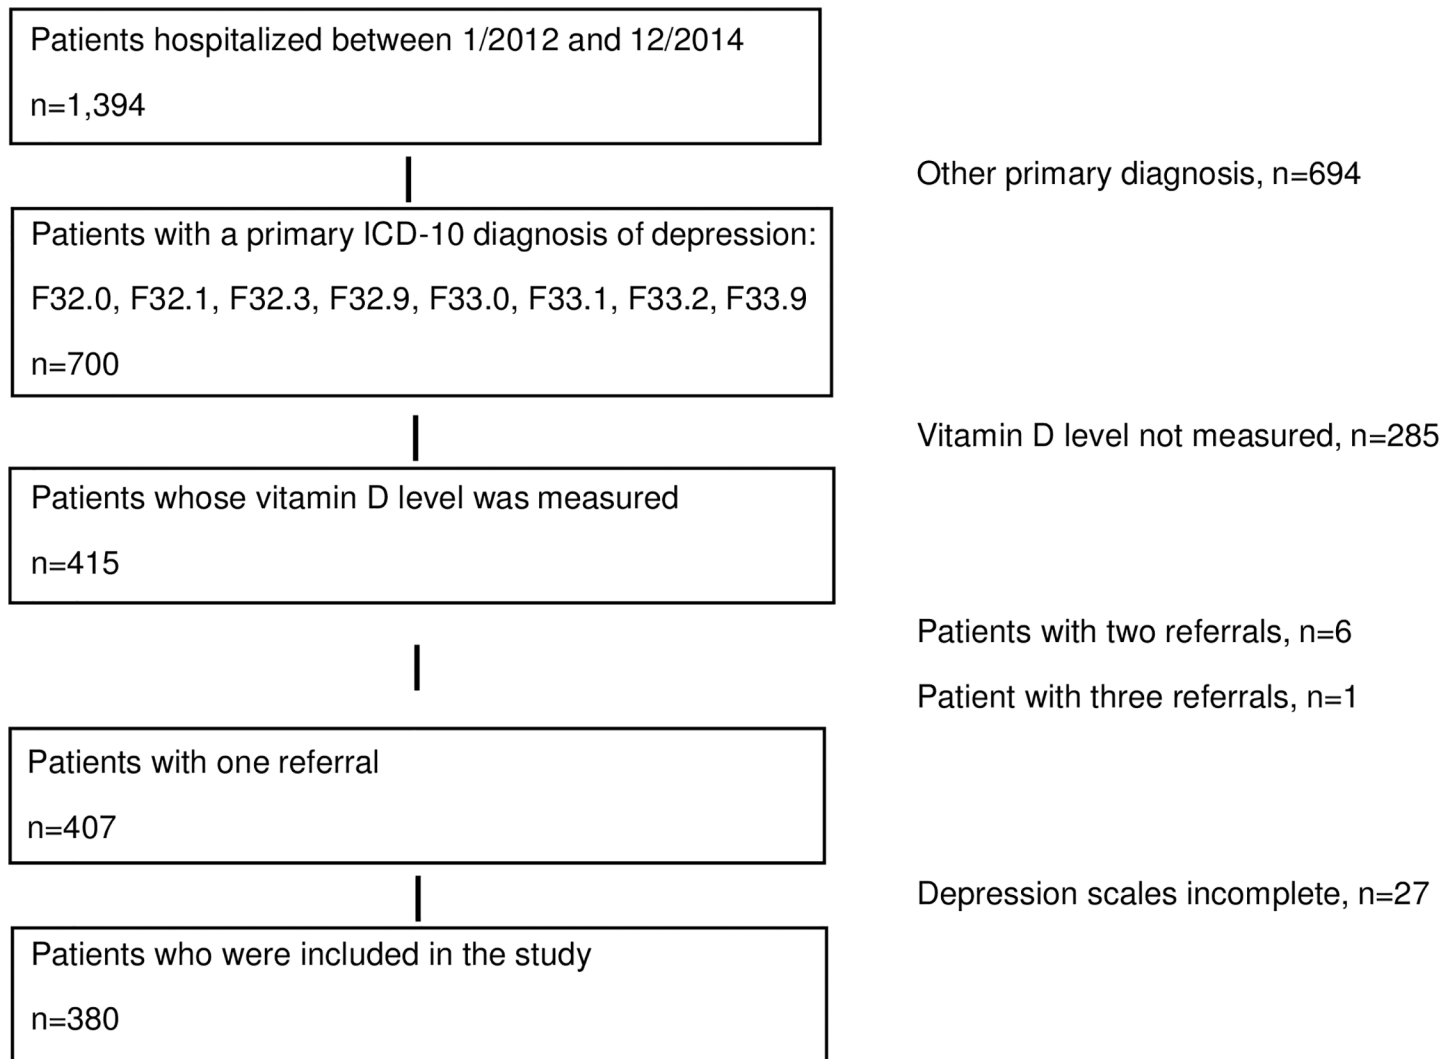 Patients hospitalized between 1/2012 and 12/2014
n=1,394
Other primary diagnosis, n=694
Patients with a primary ICD-10 diagnosis of depression:
F32.0, F32.1, F32.3, F32.9, F33.0, F33.1, F33.2, F33.9
n=700
Vitamin D level not measured, n=285
Patients whose vitamin D level was measured
n=415
Patients with two referrals, n=6
Patient with three referrals, n=1
Patients with one referral
n=407
Depression scales incomplete, n=27
Patients who were included in the study
n=380